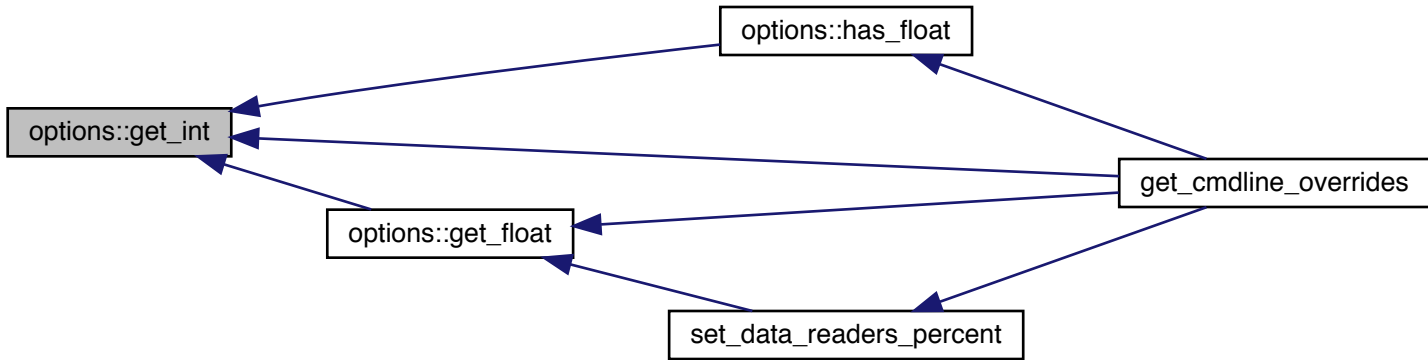 options::has_float
options::get_int
get_cmdline_overrides
options::get_float
set_data_readers_percent